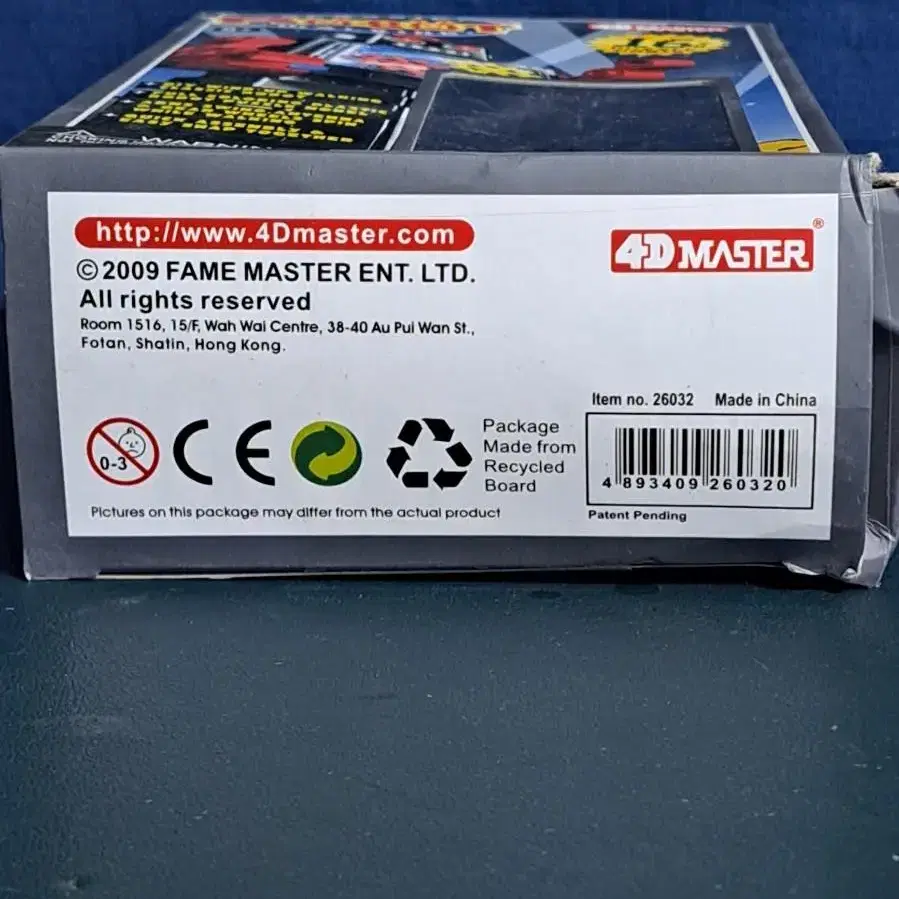 WARNING
http://www.4Dmaster.com
4D MASTER®
© 2009 FAME MASTER ENT. LTD.
All rights reserved
Room 1516, 15/F, Wah Wai Centre, 38-40 Au Pui Wan St.,
Fotan, Shatin, Hong Kong.
Item no. 26032 Made in China
0-3
CE
Package
Made from
Recycled
Board
4 893409 260320
Pictures on this package may differ from the actual product
Patent Pending